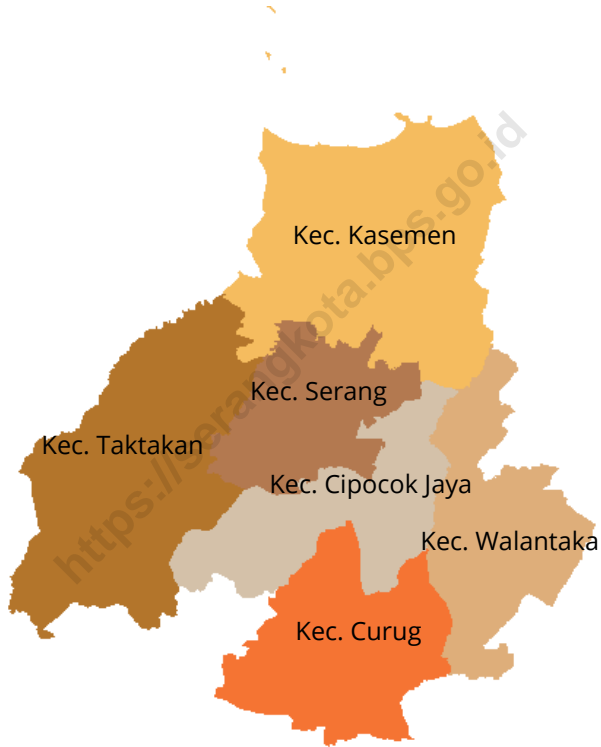 Kec. Kasemen
Kec. Serang
Kec. Taktakan
Kec. Cipocok Jaya
Kec. Walantaka
Kec. Curug
https://serangkota.bps.go.id